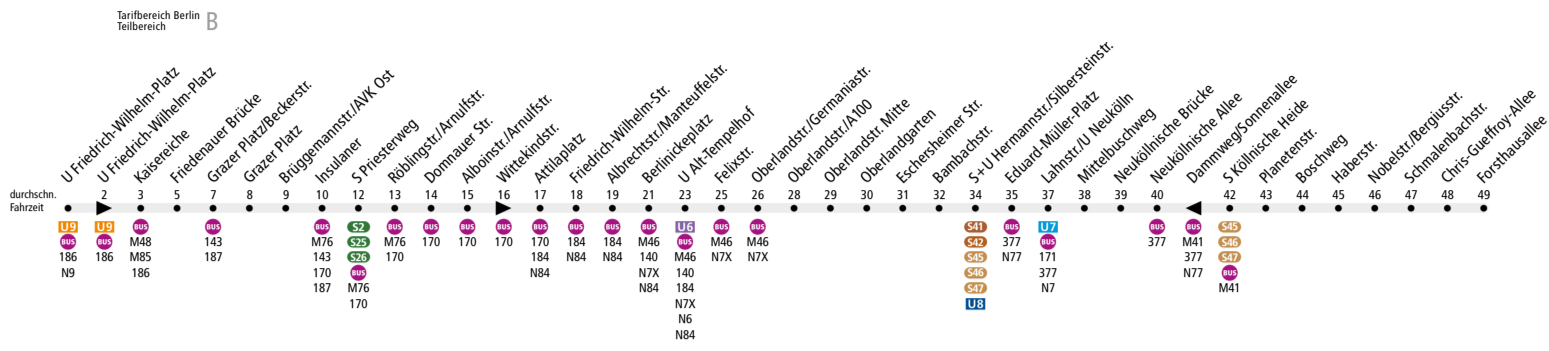 Tarifbereich Berlin
Teilbereich
B
U Friedrich-Wilhelm-Platz
U Friedrich-Wilhelm-Platz
Kaisereiche
Friedenauer Brücke
Grazer Platz/Beckerstr.
Grazer Platz
Brüggemannstr./AVK Ost
Insulaner
S Priesterweg
Röblingstr./Arnulfstr.
Domnauer Str.
Alboinstr./Arnulfstr.
Wittekindstr.
Attilaplatz
Friedrich-Wilhelm-Str.
Albrechtstr./Manteuffelstr.
Berlinickeplatz
U Alt-Tempelhof
Felixstr.
Oberlandstr./Germaniastr.
Oberlandstr./A100
Oberlandstr. Mitte
Oberlandgarten
Eschersheimer Str.
Bambachstr.
S+U Hermannstr./Silbersteinstr.
Eduard-Müller-Platz
Lahnstr./U Neukölln
Mittelbuschweg
Neuköllnische Brücke
Neuköllnische Allee
Dammweg/Sonnenallee
S Köllnische Heide
Planetenstr.
Boschweg
Haberstr.
Nobelstr./Bergiusstr.
Schmalenbachstr.
Chris-Gueffroy-Allee
Forsthausallee
durchschn. 2 3 5 7 8 9 10 12 13 14 15 16 17 18 19 21 23 25 26 28 29 30 31 32 34 35 37 38 39 40 41 42 43 44 45 46 47 48 49
Fahrzeit
U9 U9 BUS BUS BUS S2 BUS BUS BUS BUS BUS BUS BUS BUS U6 BUS BUS S41 BUS U7 BUS BUS S45
BUS BUS M48 143 M76 S25 M76 170 170 170 170 184 184 M46 BUS M46 M46 S42 377 BUS 377 M41 S46
186 186 M85 187 143 S26 170 184 N84 N84 140 M46 N7X N7X S45 N77 171 377 S47
N9 186 170 BUS N84 N7X 140 S46 377 N77 BUS
187 M76 N84 184 S47 N7 M41
170 N7X U8
N6
N84